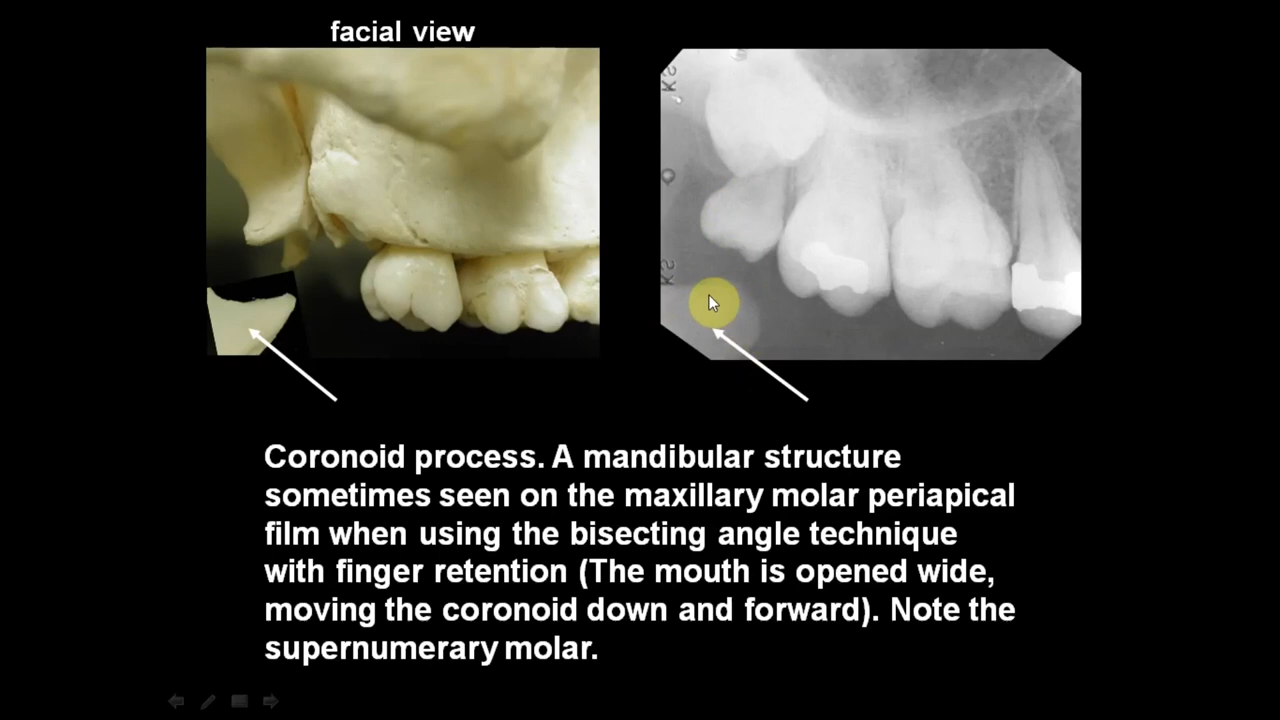 facial view
Coronoid process. A mandibular structure
sometimes seen on the maxillary molar periapical
film when using the bisecting angle technique
with finger retention (The mouth is opened wide,
moving the coronoid down and forward). Note the
supernumerary molar.